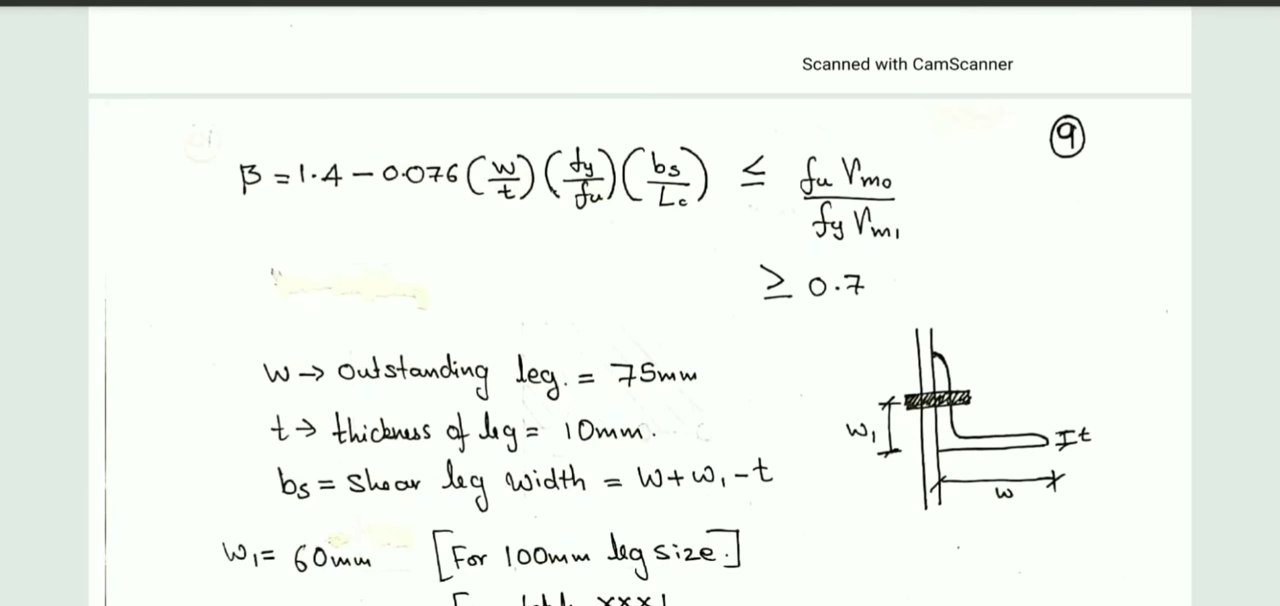 Scanned with CamScanner
9
β = 1.4 - 0.076 (w/t) (fy/fu) (bs/Lc) ≤ fu γm0 / fy γm1
≥ 0.7
w → outstanding leg. = 75mm
t → thickness of leg = 10mm.
bs = Shear leg width = w + w1 - t
w1
t
w
w1 = 60mm [For 100mm leg size.]